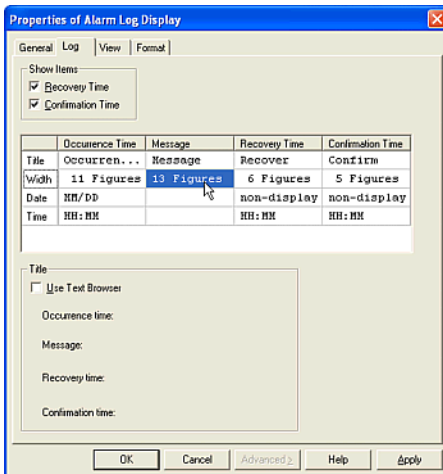 Properties of Alarm Log Display
General Log View Format
Show Items
Recovery Time
Confirmation Time
Occurrence Time Message Recovery Time Confirmation Time
Title Occurren... Message Recover Confirm
Width 11 Figures 13 Figures 6 Figures 5 Figures
Date MM/DD non-display non-display
Time HH:MM HH:MM HH:MM
Title
Use Text Browser
Occurrence time:
Message:
Recovery time:
Confirmation time:
OK Cancel Advanced > Help Apply